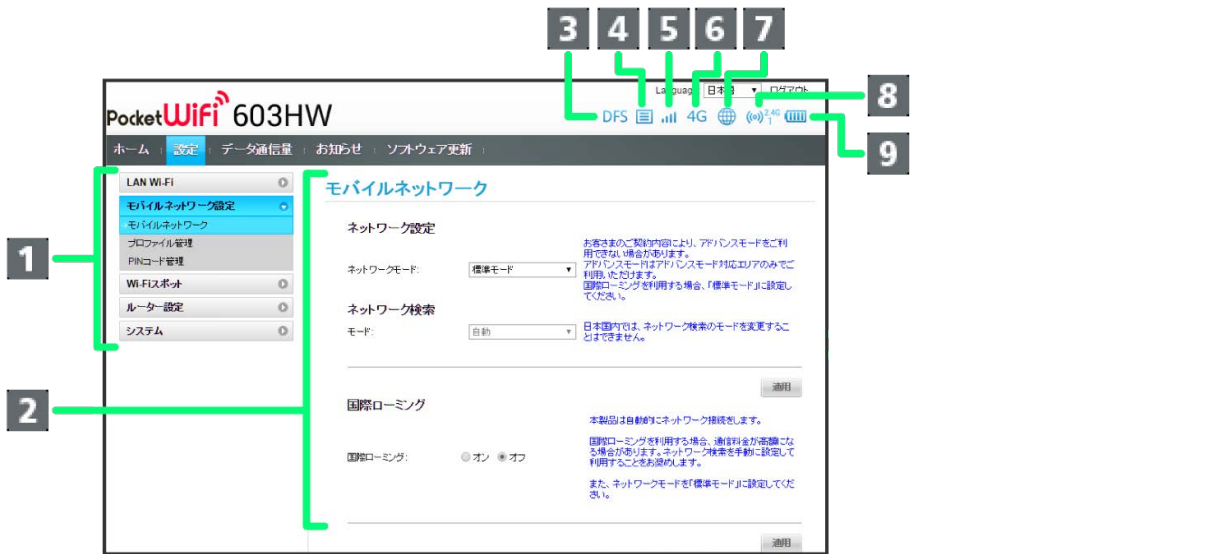 3 4 5 6 7
Language 日本語 ログアウト
8
PocketWiFi 603HW
DFS 4G 2.4G 1
9
ホーム 設定 データ通信量 お知らせ ソフトウェア更新
LAN Wi-Fi
モバイルネットワーク設定
モバイルネットワーク
プロファイル管理
PINコード管理
Wi-Fiスポット
ルーター設定
システム
1
2
モバイルネットワーク
ネットワーク設定
お客さまのご契約内容により、アドバンスモードをご利
用できない場合があります。
アドバンスモードはアドバンスモード対応エリアのみでご
利用いただけます。
国際ローミングを利用する場合、「標準モード」に設定し
てください。
ネットワークモード: 標準モード
ネットワーク検索
モード: 自動
日本国内では、ネットワーク検索のモードを変更するこ
とはできません。
適用
国際ローミング
本製品は自動的にネットワーク接続をします。
国際ローミングを利用する場合、通信料金が高額にな
る場合があります。ネットワーク検索を手動に設定して
利用することをお奨めします。
また、ネットワークモードを「標準モード」に設定してくだ
さい。
国際ローミング: オン オフ
適用